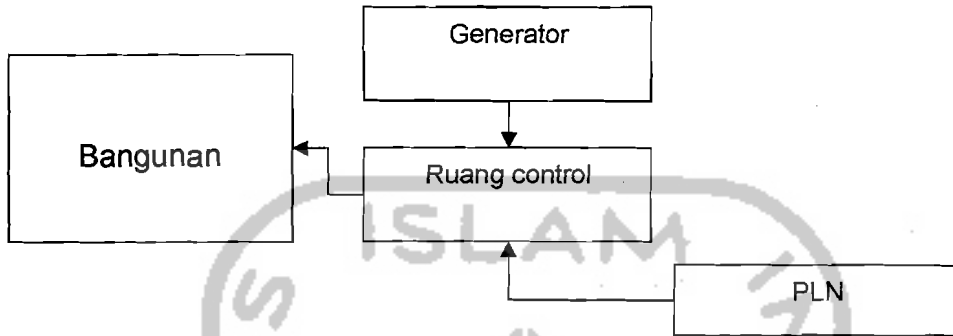 Generator
Bangunan
Ruang control
ISLAM
PLN